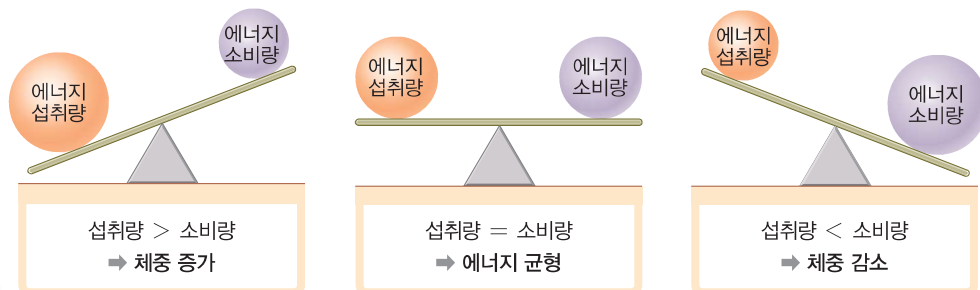 에너지
섭취량
에너지
소비량
섭취량 > 소비량
➡ 체중 증가
에너지
섭취량
에너지
소비량
섭취량 = 소비량
➡ 에너지 균형
에너지
섭취량
에너지
소비량
섭취량 < 소비량
➡ 체중 감소